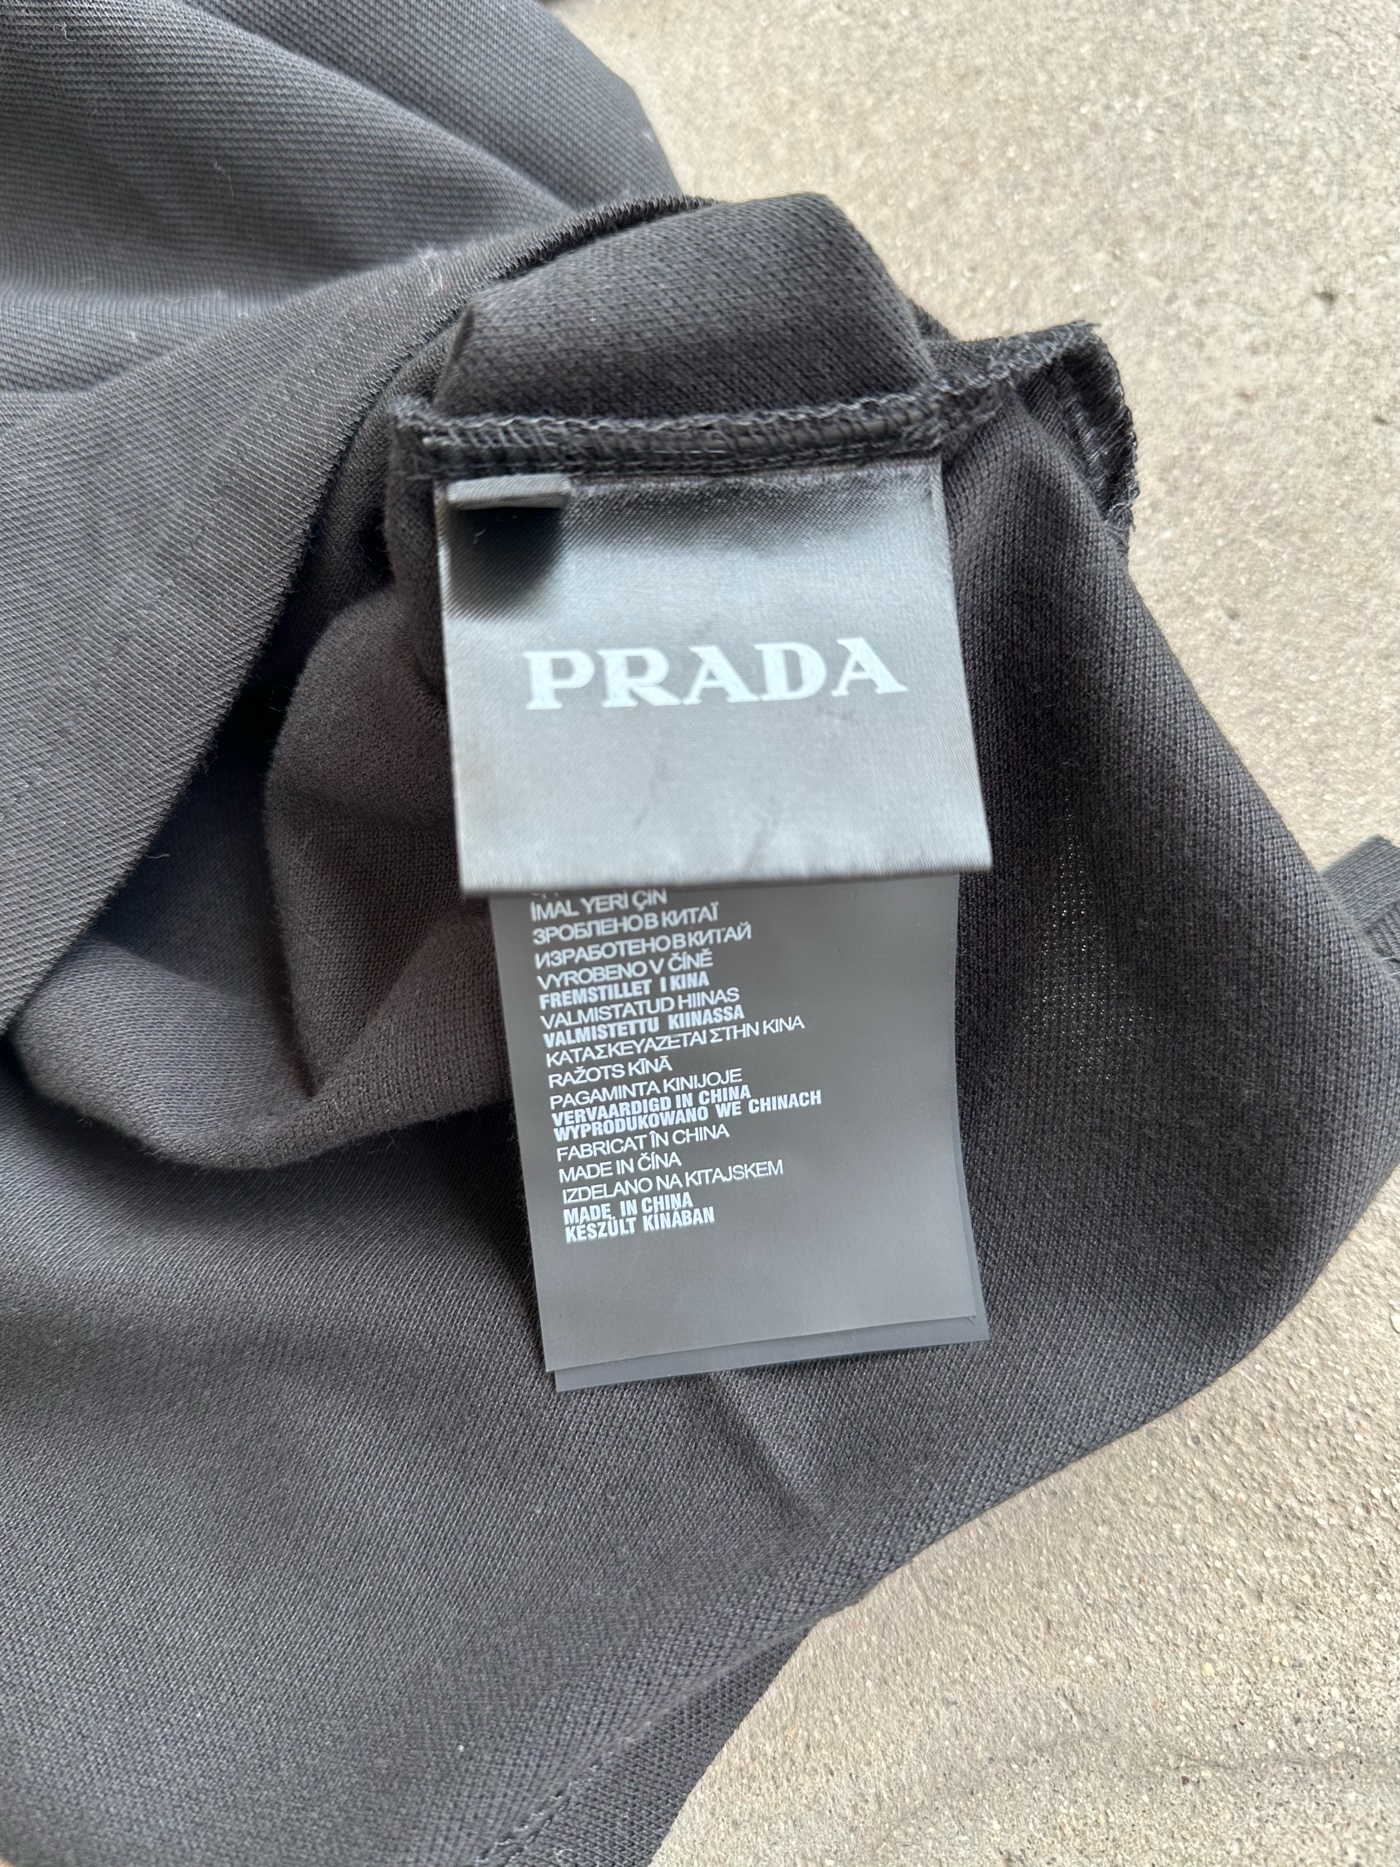 PRADA
İMAL YERİ ÇİN
ЗРОБЛЕНО В КИТАЇ
ИЗРАБОТЕНО В КИТАЙ
VYROBENO V ČÍNĚ
FREMSTILLET I KINA
VALMISTATUD HIINAS
VALMISTETTU KIINASSA
ΚΑΤΑΣΚΕΥΑΖΕΤΑΙ ΣΤΗΝ ΚΙΝΑ
RAŽOTS ĶĪNĀ
PAGAMINTA KINIJOJE
VERVAARDIGD IN CHINA
WYPRODUKOWANO WE CHINACH
FABRICAT ÎN CHINA
MADE IN ČÍNA
IZDELANO NA KITAJSKEM
MADE IN CHINA
KÉSZÜLT KÍNÁBAN